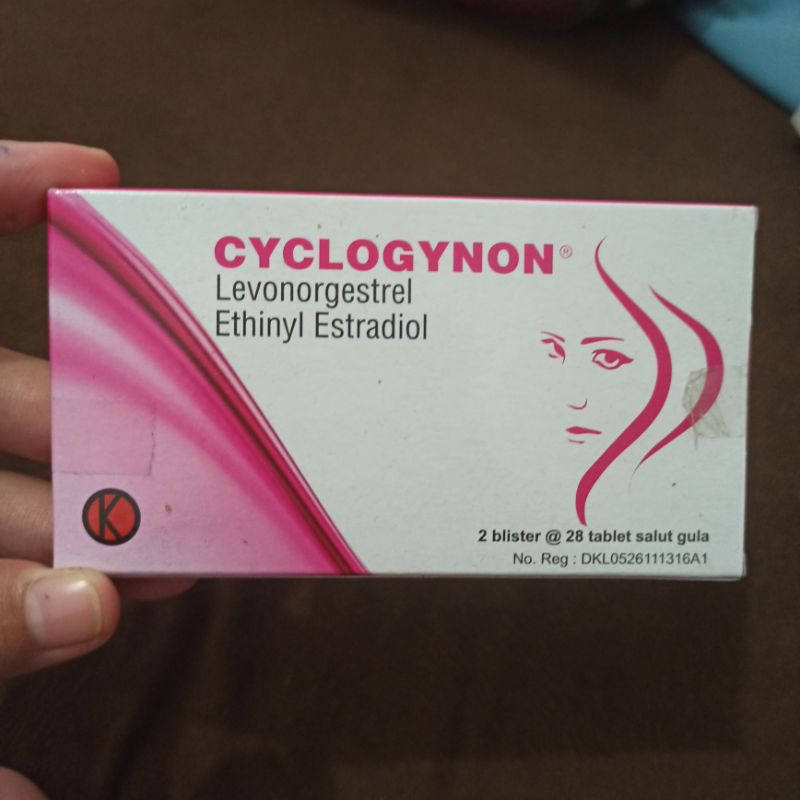 CYCLOGYNON®
Levonorgestrel
Ethinyl Estradiol
K
2 blister @ 28 tablet salut gula
No. Reg : DKL0526111316A1